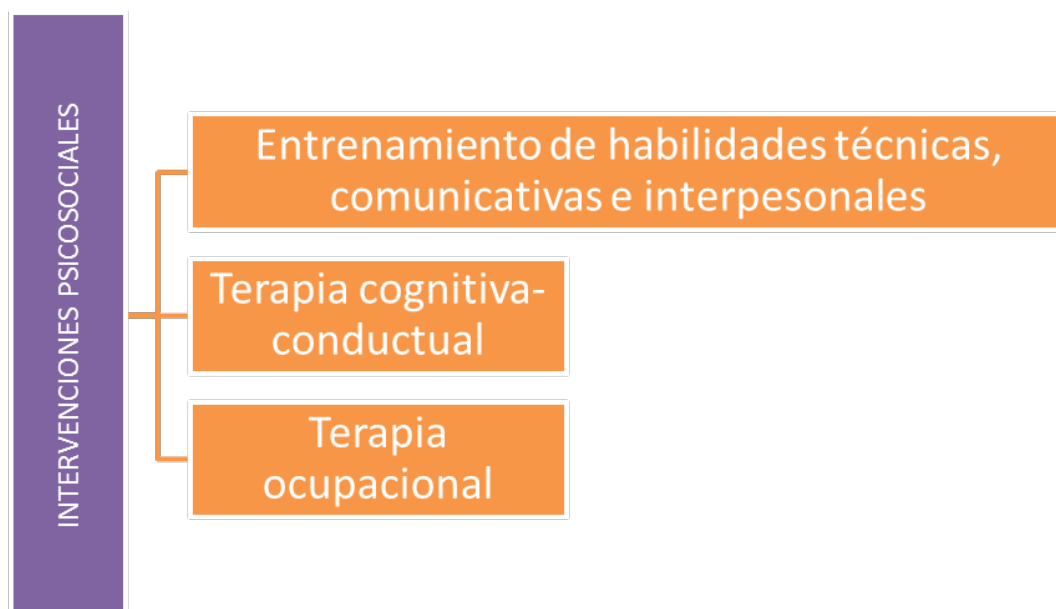 INTERVENCIONES PSICOSOCIALES
Entrenamiento de habilidades técnicas,
comunicativas e interpesonales
Terapia cognitiva-
conductual
Terapia
ocupacional